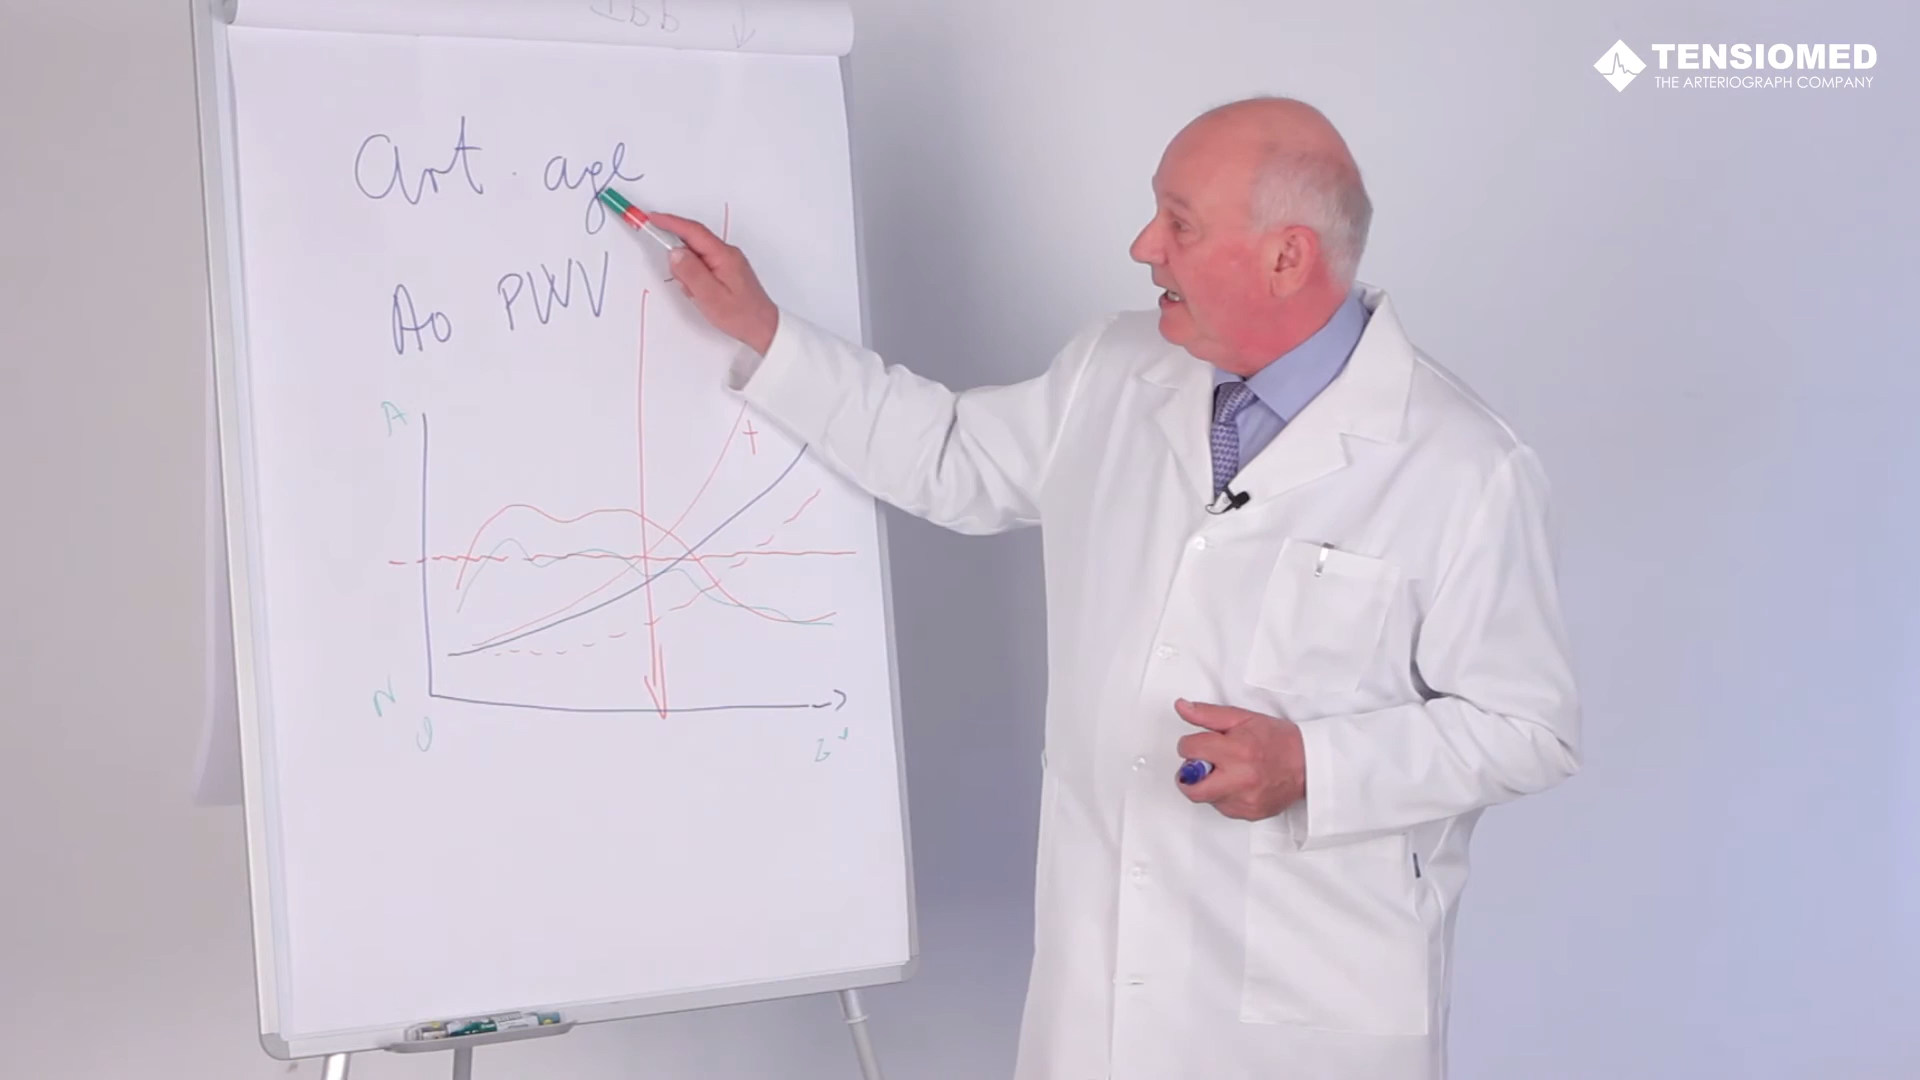 TENSIOMED
THE ARTERIOGRAPH COMPANY
Art. age
Ao PWV
A
+
N